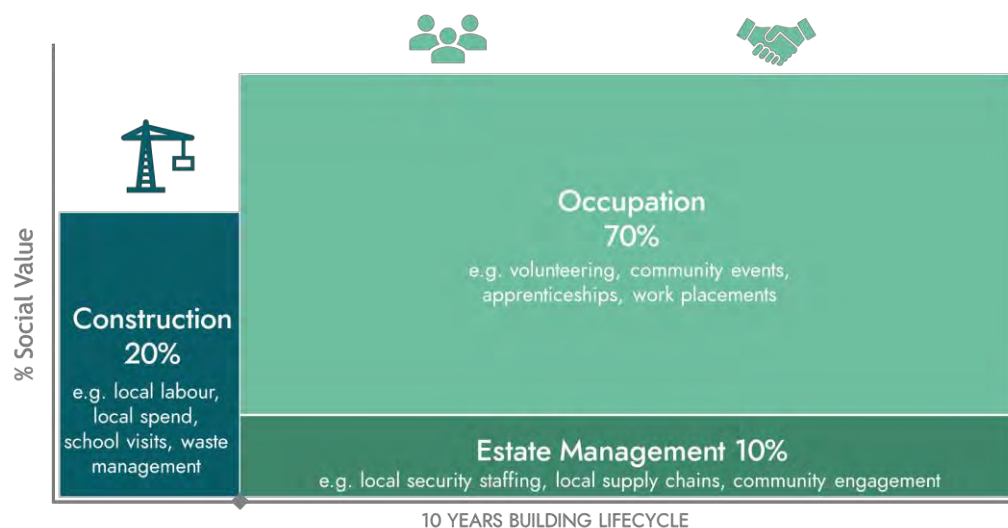 % Social Value
Construction
20%
e.g. local labour,
local spend,
school visits, waste
management
Occupation
70%
e.g. volunteering, community events,
apprenticeships, work placements
Estate Management 10%
e.g. local security staffing, local supply chains, community engagement
10 YEARS BUILDING LIFECYCLE